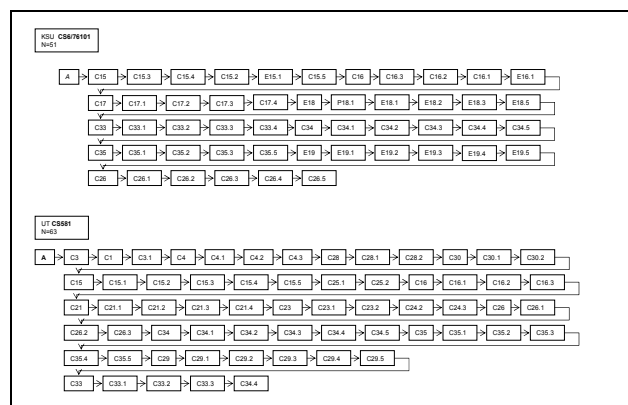 KSU CS6/76101
N=51
A C15 C15.3 C15.4 C15.2 E15.1 C15.5 C16 C16.3 C16.2 C16.1 E16.1
C17 C17.1 C17.2 C17.3 C17.4 E18 P18.1 E18.1 E18.2 E18.3 E18.5
C33 C33.1 C33.2 C33.3 C33.4 C34 C34.1 C34.2 C34.3 C34.4 C34.5
C35 C35.1 C35.2 C35.3 C35.5 E19 E19.1 E19.2 E19.3 E19.4 E19.5
C26 C26.1 C26.2 C26.3 C26.4 C26.5
UT CS581
N=63
A C3 C1 C3.1 C4 C4.1 C4.2 C4.3 C28 C28.1 C28.2 C30 C30.1 C30.2
C15 C15.1 C15.2 C15.3 C15.4 C15.5 C25.1 C25.2 C16 C16.1 C16.2 C16.3
C21 C21.1 C21.2 C21.3 C21.4 C23 C23.1 C23.2 C24.2 C24.3 C26 C26.1
C26.2 C26.3 C34 C34.1 C34.2 C34.3 C34.4 C34.5 C35 C35.1 C35.2 C35.3
C35.4 C35.5 C29 C29.1 C29.2 C29.3 C29.4 C29.5
C33 C33.1 C33.2 C33.3 C34.4